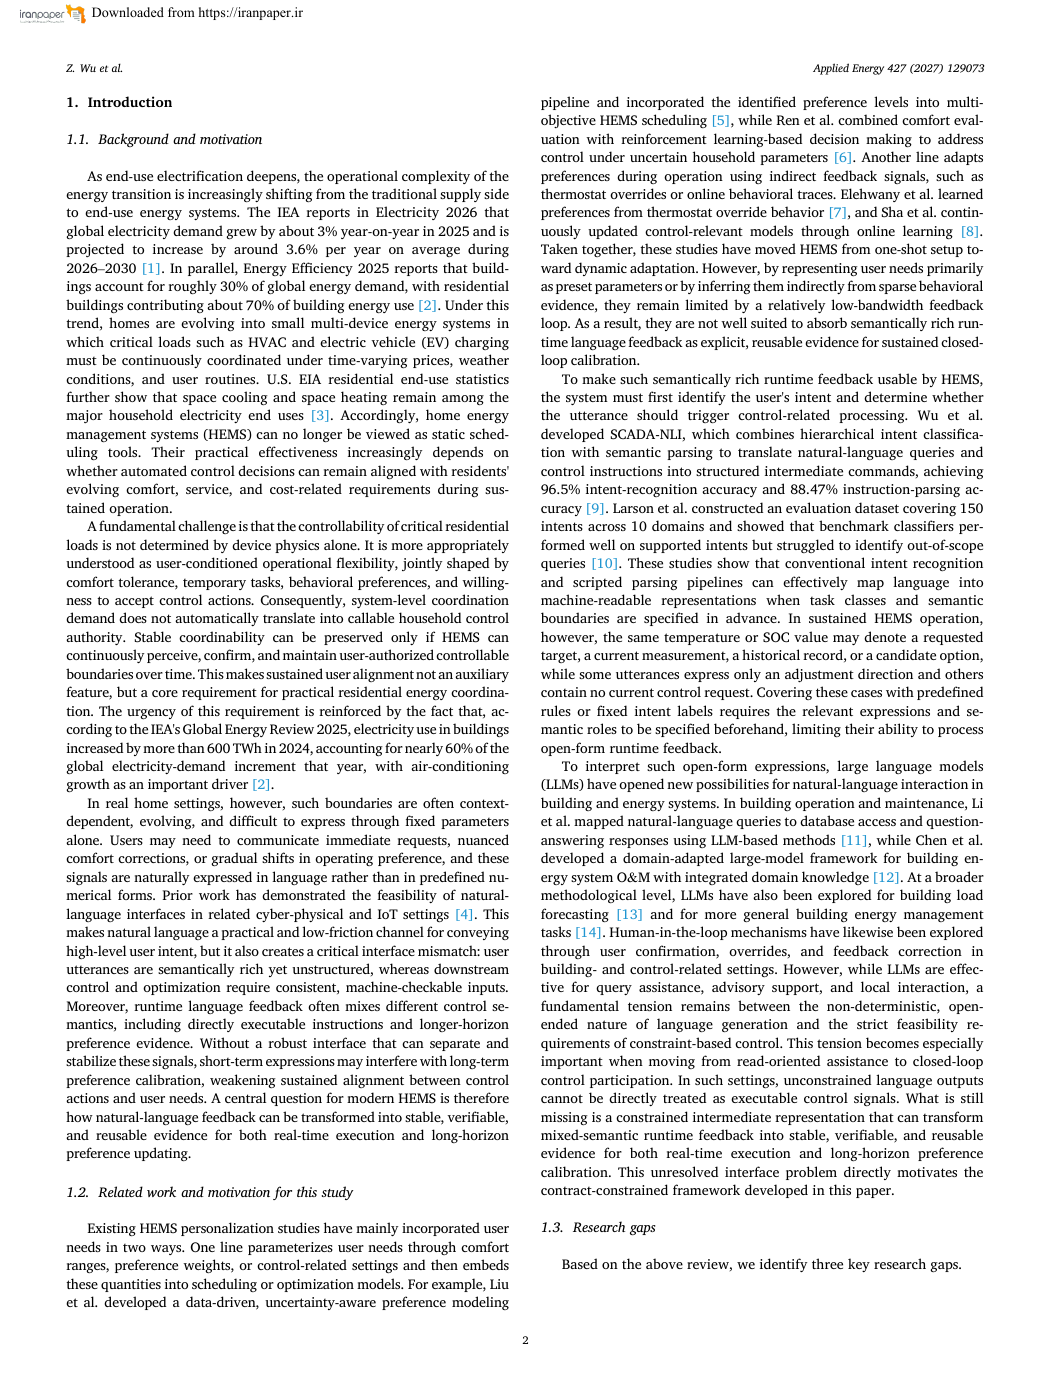 iranpaper
Downloaded from https://iranpaper.ir
Z. Wu et al.
Applied Energy 427 (2027) 129073
1. Introduction
1.1. Background and motivation
As end-use electrification deepens, the operational complexity of the
energy transition is increasingly shifting from the traditional supply side
to end-use energy systems. The IEA reports in Electricity 2026 that
global electricity demand grew by about 3% year-on-year in 2025 and is
projected to increase by around 3.6% per year on average during
2026–2030 [1]. In parallel, Energy Efficiency 2025 reports that build-
ings account for roughly 30% of global energy demand, with residential
buildings contributing about 70% of building energy use [2]. Under this
trend, homes are evolving into small multi-device energy systems in
which critical loads such as HVAC and electric vehicle (EV) charging
must be continuously coordinated under time-varying prices, weather
conditions, and user routines. U.S. EIA residential end-use statistics
further show that space cooling and space heating remain among the
major household electricity end uses [3]. Accordingly, home energy
management systems (HEMS) can no longer be viewed as static sched-
uling tools. Their practical effectiveness increasingly depends on
whether automated control decisions can remain aligned with residents'
evolving comfort, service, and cost-related requirements during sus-
tained operation.
A fundamental challenge is that the controllability of critical residential
loads is not determined by device physics alone. It is more appropriately
understood as user-conditioned operational flexibility, jointly shaped by
comfort tolerance, temporary tasks, behavioral preferences, and willing-
ness to accept control actions. Consequently, system-level coordination
demand does not automatically translate into callable household control
authority. Stable coordinability can be preserved only if HEMS can
continuously perceive, confirm, and maintain user-authorized controllable
boundaries over time. This makes sustained user alignment not an auxiliary
feature, but a core requirement for practical residential energy coordina-
tion. The urgency of this requirement is reinforced by the fact that, ac-
cording to the IEA's Global Energy Review 2025, electricity use in buildings
increased by more than 600 TWh in 2024, accounting for nearly 60% of the
global electricity-demand increment that year, with air-conditioning
growth as an important driver [2].
In real home settings, however, such boundaries are often context-
dependent, evolving, and difficult to express through fixed parameters
alone. Users may need to communicate immediate requests, nuanced
comfort corrections, or gradual shifts in operating preference, and these
signals are naturally expressed in language rather than in predefined nu-
merical forms. Prior work has demonstrated the feasibility of natural-
language interfaces in related cyber-physical and IoT settings [4]. This
makes natural language a practical and low-friction channel for conveying
high-level user intent, but it also creates a critical interface mismatch: user
utterances are semantically rich yet unstructured, whereas downstream
control and optimization require consistent, machine-checkable inputs.
Moreover, runtime language feedback often mixes different control se-
mantics, including directly executable instructions and longer-horizon
preference evidence. Without a robust interface that can separate and
stabilize these signals, short-term expressions may interfere with long-term
preference calibration, weakening sustained alignment between control
actions and user needs. A central question for modern HEMS is therefore
how natural-language feedback can be transformed into stable, verifiable,
and reusable evidence for both real-time execution and long-horizon
preference updating.
1.2. Related work and motivation for this study
Existing HEMS personalization studies have mainly incorporated user
needs in two ways. One line parameterizes user needs through comfort
ranges, preference weights, or control-related settings and then embeds
these quantities into scheduling or optimization models. For example, Liu
et al. developed a data-driven, uncertainty-aware preference modeling
pipeline and incorporated the identified preference levels into multi-
objective HEMS scheduling [5], while Ren et al. combined comfort eval-
uation with reinforcement learning-based decision making to address
control under uncertain household parameters [6]. Another line adapts
preferences during operation using indirect feedback signals, such as
thermostat overrides or online behavioral traces. Elehwany et al. learned
preferences from thermostat override behavior [7], and Sha et al. contin-
uously updated control-relevant models through online learning [8].
Taken together, these studies have moved HEMS from one-shot setup to-
ward dynamic adaptation. However, by representing user needs primarily
as preset parameters or by inferring them indirectly from sparse behavioral
evidence, they remain limited by a relatively low-bandwidth feedback
loop. As a result, they are not well suited to absorb semantically rich run-
time language feedback as explicit, reusable evidence for sustained closed-
loop calibration.
To make such semantically rich runtime feedback usable by HEMS,
the system must first identify the user's intent and determine whether
the utterance should trigger control-related processing. Wu et al.
developed SCADA-NLI, which combines hierarchical intent classifica-
tion with semantic parsing to translate natural-language queries and
control instructions into structured intermediate commands, achieving
96.5% intent-recognition accuracy and 88.47% instruction-parsing ac-
curacy [9]. Larson et al. constructed an evaluation dataset covering 150
intents across 10 domains and showed that benchmark classifiers per-
formed well on supported intents but struggled to identify out-of-scope
queries [10]. These studies show that conventional intent recognition
and scripted parsing pipelines can effectively map language into
machine-readable representations when task classes and semantic
boundaries are specified in advance. In sustained HEMS operation,
however, the same temperature or SOC value may denote a requested
target, a current measurement, a historical record, or a candidate option,
while some utterances express only an adjustment direction and others
contain no current control request. Covering these cases with predefined
rules or fixed intent labels requires the relevant expressions and se-
mantic roles to be specified beforehand, limiting their ability to process
open-form runtime feedback.
To interpret such open-form expressions, large language models
(LLMs) have opened new possibilities for natural-language interaction in
building and energy systems. In building operation and maintenance, Li
et al. mapped natural-language queries to database access and question-
answering responses using LLM-based methods [11], while Chen et al.
developed a domain-adapted large-model framework for building en-
ergy system O&M with integrated domain knowledge [12]. At a broader
methodological level, LLMs have also been explored for building load
forecasting [13] and for more general building energy management
tasks [14]. Human-in-the-loop mechanisms have likewise been explored
through user confirmation, overrides, and feedback correction in
building- and control-related settings. However, while LLMs are effec-
tive for query assistance, advisory support, and local interaction, a
fundamental tension remains between the non-deterministic, open-
ended nature of language generation and the strict feasibility re-
quirements of constraint-based control. This tension becomes especially
important when moving from read-oriented assistance to closed-loop
control participation. In such settings, unconstrained language outputs
cannot be directly treated as executable control signals. What is still
missing is a constrained intermediate representation that can transform
mixed-semantic runtime feedback into stable, verifiable, and reusable
evidence for both real-time execution and long-horizon preference
calibration. This unresolved interface problem directly motivates the
contract-constrained framework developed in this paper.
1.3. Research gaps
Based on the above review, we identify three key research gaps.
2